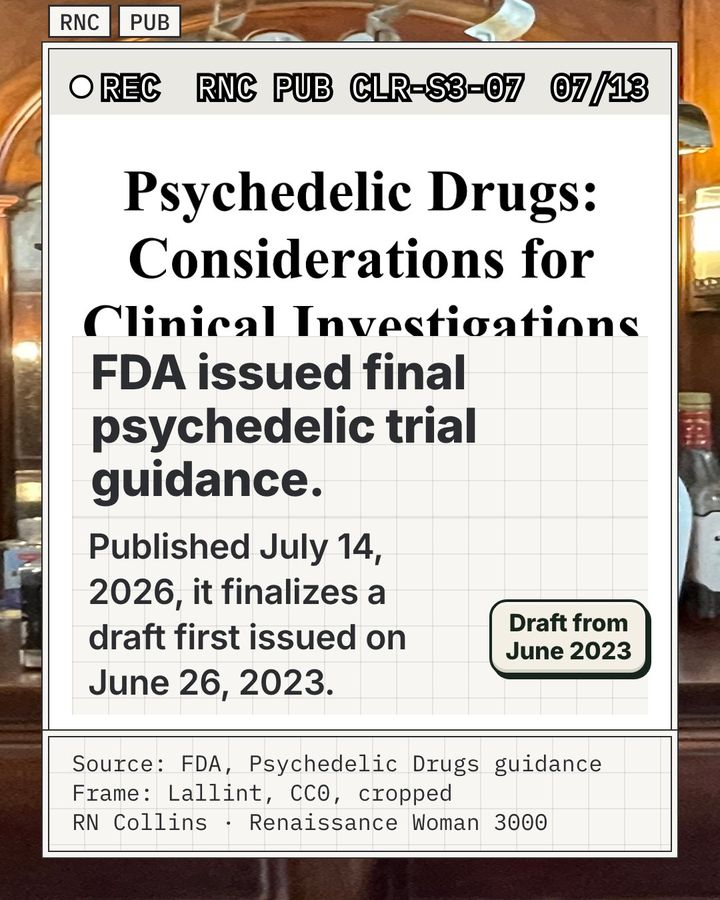 RNC PUB
REC RNC PUB CLR-S3-07 07/13
Psychedelic Drugs:
Considerations for
Clinical Investigations
FDA issued final
psychedelic trial
guidance.
Published July 14,
2026, it finalizes a
draft first issued on
June 26, 2023.
Draft from
June 2023
Source: FDA, Psychedelic Drugs guidance
Frame: Lallint, CC0, cropped
RN Collins · Renaissance Woman 3000